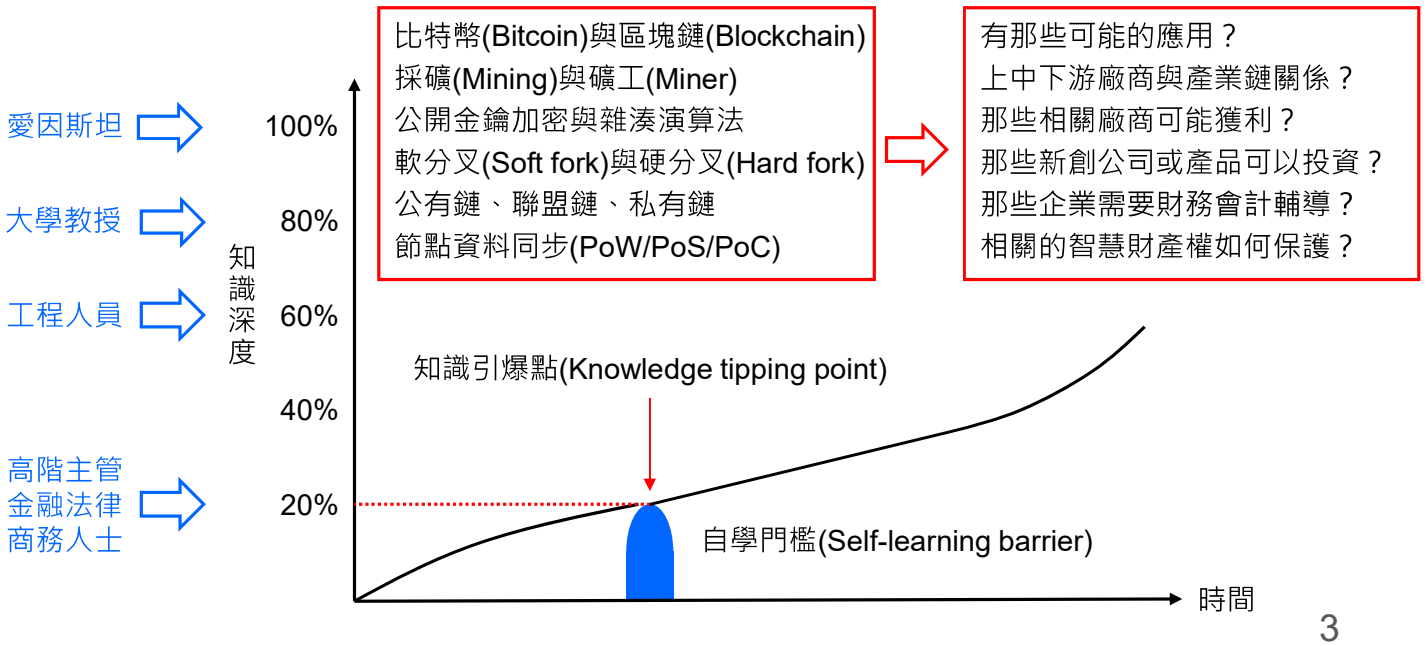 比特幣(Bitcoin)與區塊鏈(Blockchain)
採礦(Mining)與礦工(Miner)
公開金鑰加密與雜湊演算法
軟分叉(Soft fork)與硬分叉(Hard fork)
公有鏈、聯盟鏈、私有鏈
節點資料同步(PoW/PoS/PoC)
有那些可能的應用？
上中下游廠商與產業鏈關係？
那些相關廠商可能獲利？
那些新創公司或產品可以投資？
那些企業需要財務會計輔導？
相關的智慧財產權如何保護？
愛因斯坦
100%
大學教授
80%
知識深度
工程人員
60%
知識引爆點(Knowledge tipping point)
40%
高階主管
金融法律
商務人士
20%
自學門檻(Self-learning barrier)
時間
3